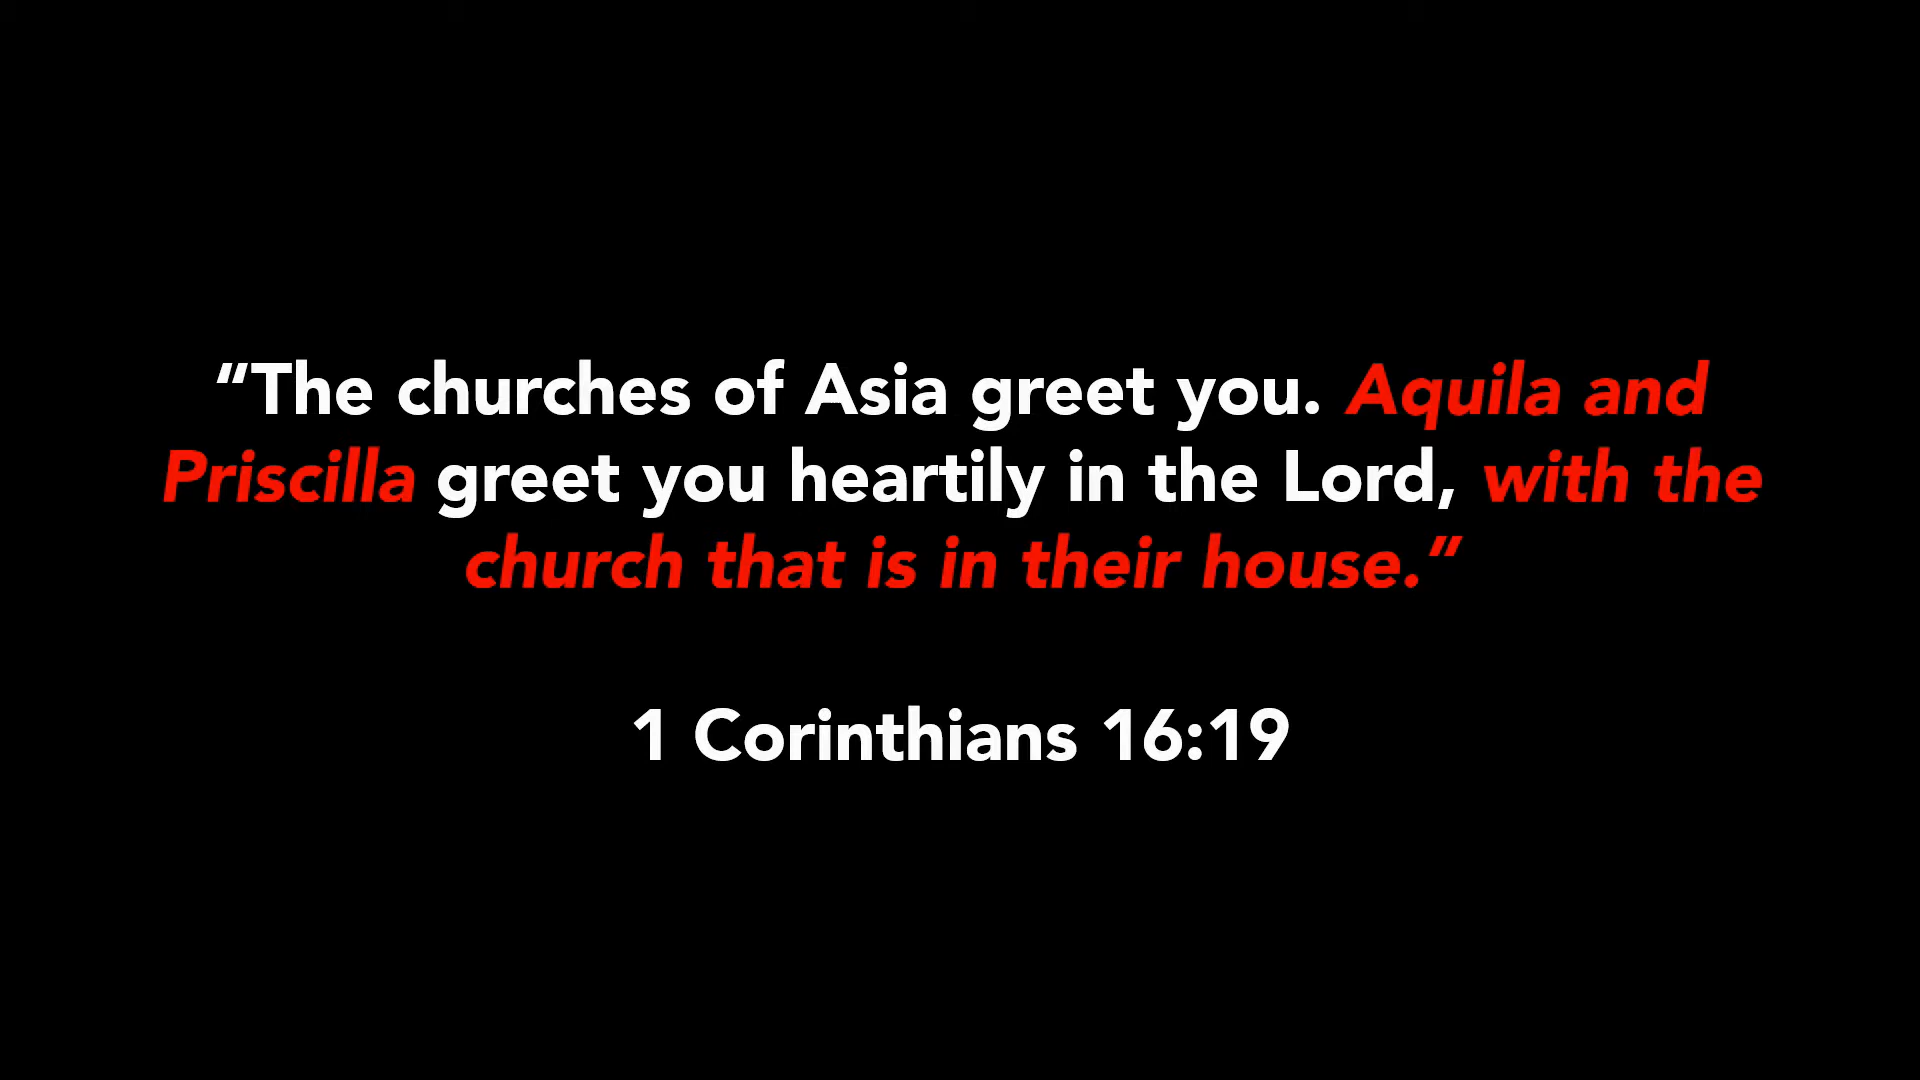 “The churches of Asia greet you. Aquila and
Priscilla greet you heartily in the Lord, with the
church that is in their house.”
1 Corinthians 16:19